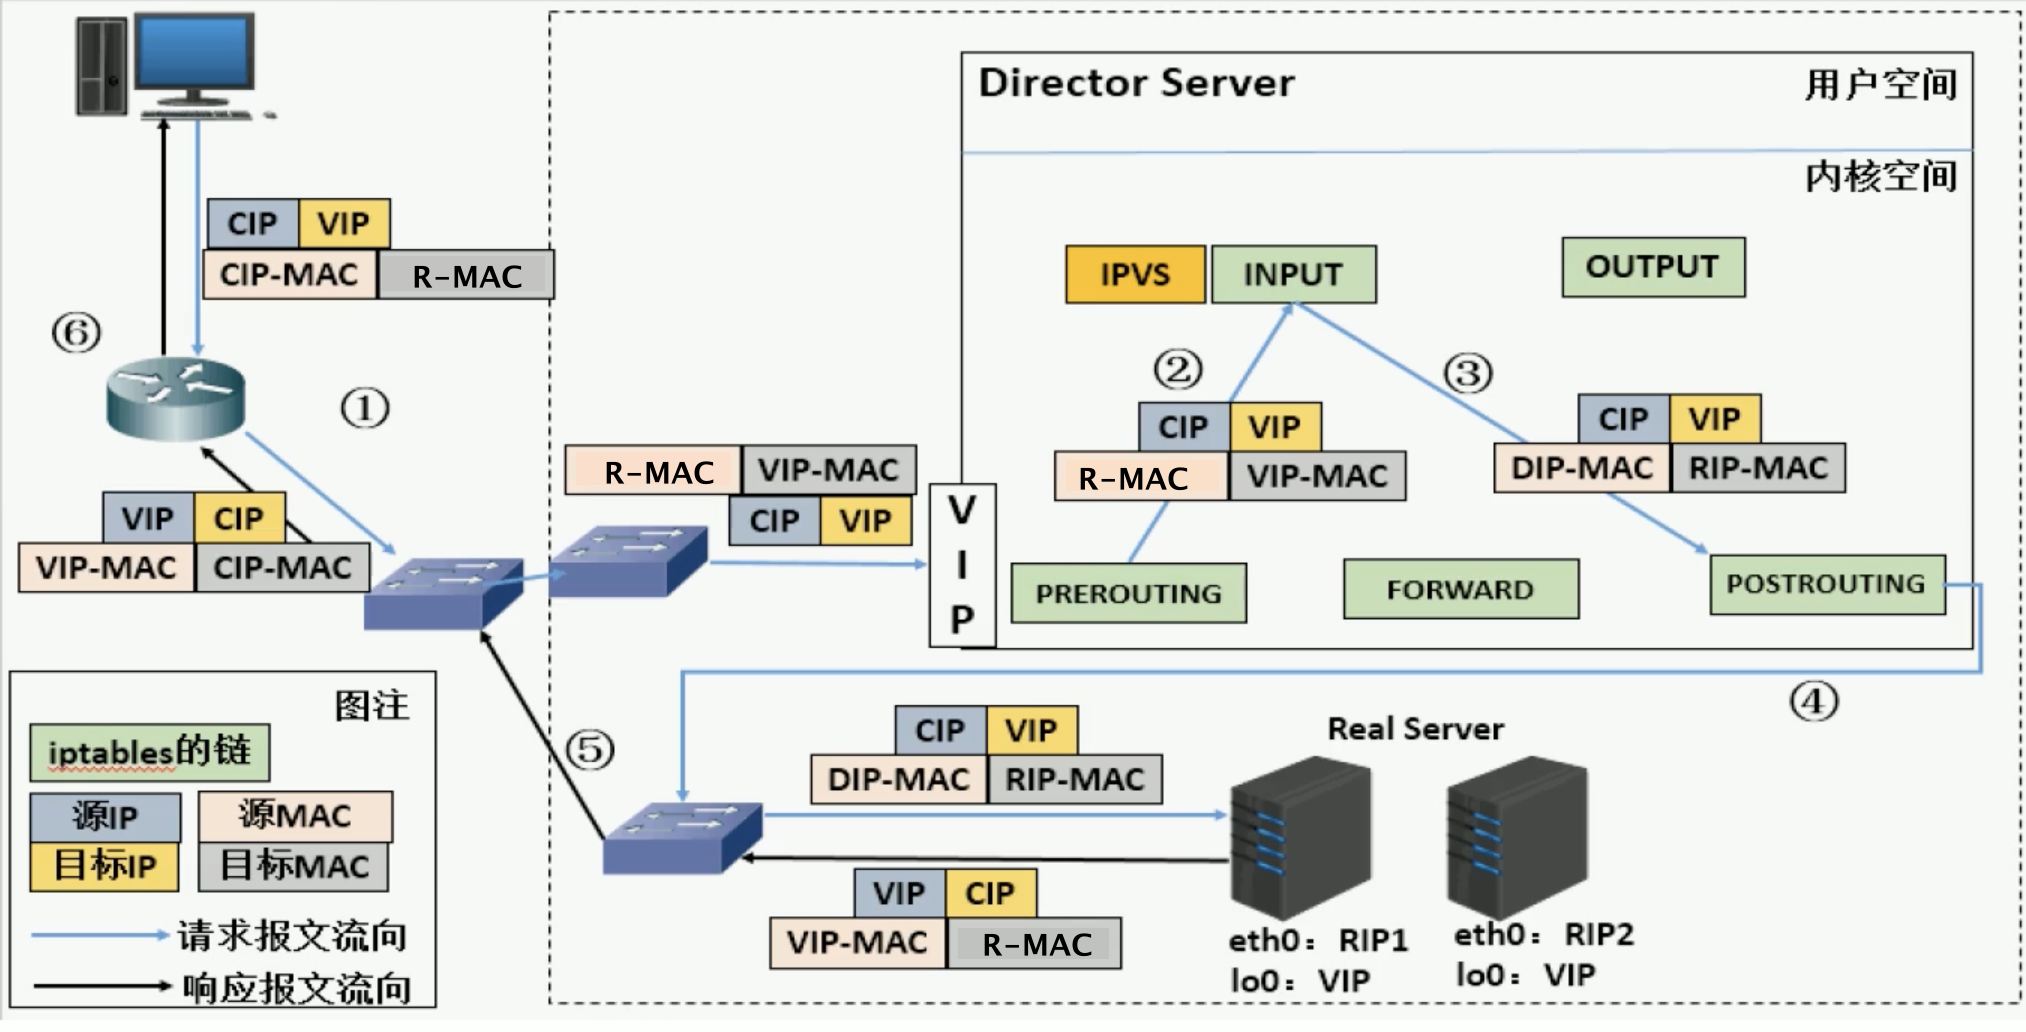 Director Server
用户空间
内核空间
CIP VIP
CIP-MAC R-MAC
IPVS INPUT
OUTPUT
⑥
①
②
③
CIP VIP
R-MAC VIP-MAC
CIP VIP
DIP-MAC RIP-MAC
R-MAC VIP-MAC
CIP VIP
VIP
VIP CIP
VIP-MAC CIP-MAC
PREROUTING
FORWARD
POSTROUTING
④
⑤
CIP VIP
DIP-MAC RIP-MAC
Real Server
VIP CIP
VIP-MAC R-MAC
eth0：RIP1
lo0：VIP
eth0：RIP2
lo0：VIP
图注
iptables的链
源IP 源MAC
目标IP 目标MAC
请求报文流向
响应报文流向